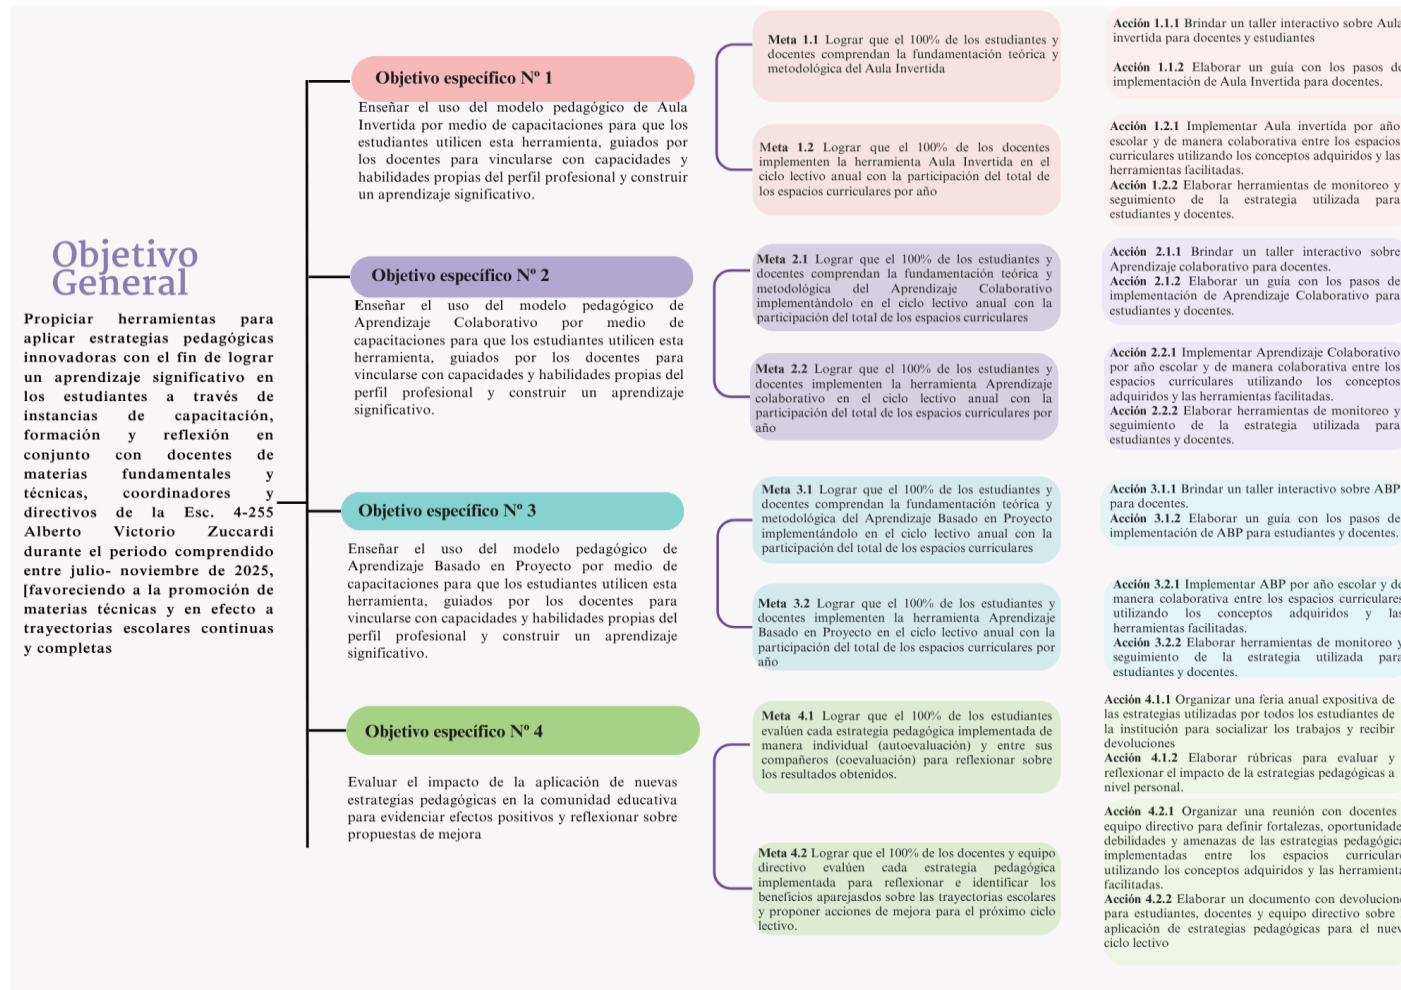 Objetivo
General
Propiciar herramientas para
aplicar estrategias pedagógicas
innovadoras con el fin de lograr
un aprendizaje significativo en
los estudiantes a través de
instancias de capacitación,
formación y reflexión en
conjunto con docentes de
materias fundamentales y
técnicas, coordinadores y
directivos de la Esc. 4-255
Alberto Victorio Zuccardi
durante el periodo comprendido
entre julio- noviembre de 2025,
[favoreciendo a la promoción de
materias técnicas y en efecto a
trayectorias escolares continuas
y completas
Objetivo específico Nº 1
Enseñar el uso del modelo pedagógico de Aula
Invertida por medio de capacitaciones para que los
estudiantes utilicen esta herramienta, guiados por
los docentes para vincularse con capacidades y
habilidades propias del perfil profesional y construir
un aprendizaje significativo.
Meta 1.1 Lograr que el 100% de los estudiantes y
docentes comprendan la fundamentación teórica y
metodológica del Aula Invertida
Meta 1.2 Lograr que el 100% de los docentes
implementen la herramienta Aula Invertida en el
ciclo lectivo anual con la participación del total de
los espacios curriculares por año
Acción 1.1.1 Brindar un taller interactivo sobre Aula
invertida para docentes y estudiantes
Acción 1.1.2 Elaborar un guía con los pasos de
implementación de Aula Invertida para docentes.
Acción 1.2.1 Implementar Aula invertida por año
escolar y de manera colaborativa entre los espacios
curriculares utilizando los conceptos adquiridos y las
herramientas facilitadas.
Acción 1.2.2 Elaborar herramientas de monitoreo y
seguimiento de la estrategia utilizada para
estudiantes y docentes.
Objetivo específico Nº 2
Enseñar el uso del modelo pedagógico de
Aprendizaje Colaborativo por medio de
capacitaciones para que los estudiantes utilicen esta
herramienta, guiados por los docentes para
vincularse con capacidades y habilidades propias del
perfil profesional y construir un aprendizaje
significativo.
Meta 2.1 Lograr que el 100% de los estudiantes y
docentes comprendan la fundamentación teórica y
metodológica del Aprendizaje Colaborativo
implementàndolo en el ciclo lectivo anual con la
participación del total de los espacios curriculares
Meta 2.2 Lograr que el 100% de los estudiantes y
docentes implementen la herramienta Aprendizaje
colaborativo en el ciclo lectivo anual con la
participación del total de los espacios curriculares por
año
Acción 2.1.1 Brindar un taller interactivo sobre
Aprendizaje colaborativo para docentes.
Acción 2.1.2 Elaborar un guía con los pasos de
implementación de Aprendizaje Colaborativo para
estudiantes y docentes.
Acción 2.2.1 Implementar Aprendizaje Colaborativo
por año escolar y de manera colaborativa entre los
espacios curriculares utilizando los conceptos
adquiridos y las herramientas facilitadas.
Acción 2.2.2 Elaborar herramientas de monitoreo y
seguimiento de la estrategia utilizada para
estudiantes y docentes.
Objetivo específico Nº 3
Enseñar el uso del modelo pedagógico de
Aprendizaje Basado en Proyecto por medio de
capacitaciones para que los estudiantes utilicen esta
herramienta, guiados por los docentes para
vincularse con capacidades y habilidades propias del
perfil profesional y construir un aprendizaje
significativo.
Meta 3.1 Lograr que el 100% de los estudiantes y
docentes comprendan la fundamentación teórica y
metodológica del Aprendizaje Basado en Proyecto
implementándolo en el ciclo lectivo anual con la
participación del total de los espacios curriculares
Meta 3.2 Lograr que el 100% de los estudiantes y
docentes implementen la herramienta Aprendizaje
Basado en Proyecto en el ciclo lectivo anual con la
participación del total de los espacios curriculares por
año
Acción 3.1.1 Brindar un taller interactivo sobre ABP
para docentes.
Acción 3.1.2 Elaborar un guía con los pasos de
implementación de ABP para estudiantes y docentes.
Acción 3.2.1 Implementar ABP por año escolar y de
manera colaborativa entre los espacios curriculares
utilizando los conceptos adquiridos y las
herramientas facilitadas.
Acción 3.2.2 Elaborar herramientas de monitoreo y
seguimiento de la estrategia utilizada para
estudiantes y docentes.
Objetivo específico Nº 4
Evaluar el impacto de la aplicación de nuevas
estrategias pedagógicas en la comunidad educativa
para evidenciar efectos positivos y reflexionar sobre
propuestas de mejora
Meta 4.1 Lograr que el 100% de los estudiantes
evalúen cada estrategia pedagógica implementada de
manera individual (autoevaluación) y entre sus
compañeros (coevaluación) para reflexionar sobre
los resultados obtenidos.
Meta 4.2 Lograr que el 100% de los docentes y equipo
directivo evalúen cada estrategia pedagógica
implementada para reflexionar e identificar los
beneficios aparejasdos sobre las trayectorias escolares
y proponer acciones de mejora para el próximo ciclo
lectivo.
Acción 4.1.1 Organizar una feria anual expositiva de
las estrategias utilizadas por todos los estudiantes de
la institución para socializar los trabajos y recibir
devoluciones
Acción 4.1.2 Elaborar rúbricas para evaluar y
reflexionar el impacto de la estrategias pedagógicas a
nivel personal.
Acción 4.2.1 Organizar una reunión con docentes
equipo directivo para definir fortalezas, oportunidade
debilidades y amenazas de las estrategias pedagógica
implementadas entre los espacios curricular
utilizando los conceptos adquiridos y las herramient
facilitadas.
Acción 4.2.2 Elaborar un documento con devolucion
para estudiantes, docentes y equipo directivo sobre
aplicación de estrategias pedagógicas para el nuev
ciclo lectivo